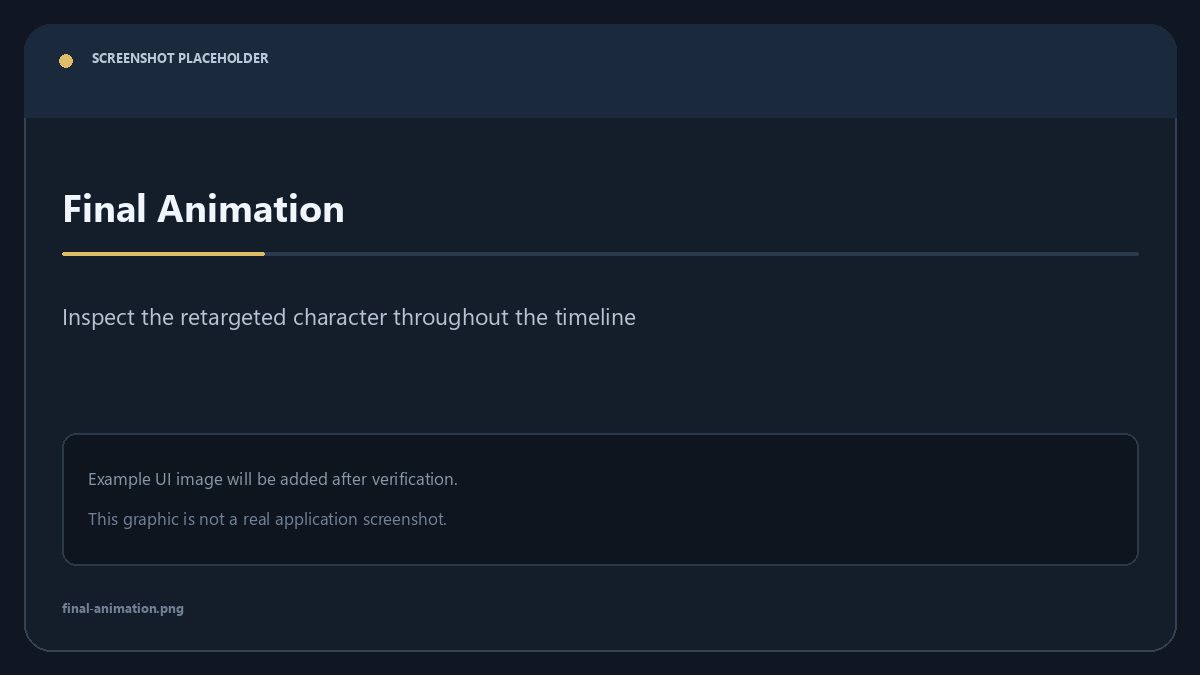 SCREENSHOT PLACEHOLDER
Final Animation
Inspect the retargeted character throughout the timeline
Example UI image will be added after verification.
This graphic is not a real application screenshot.
final-animation.png